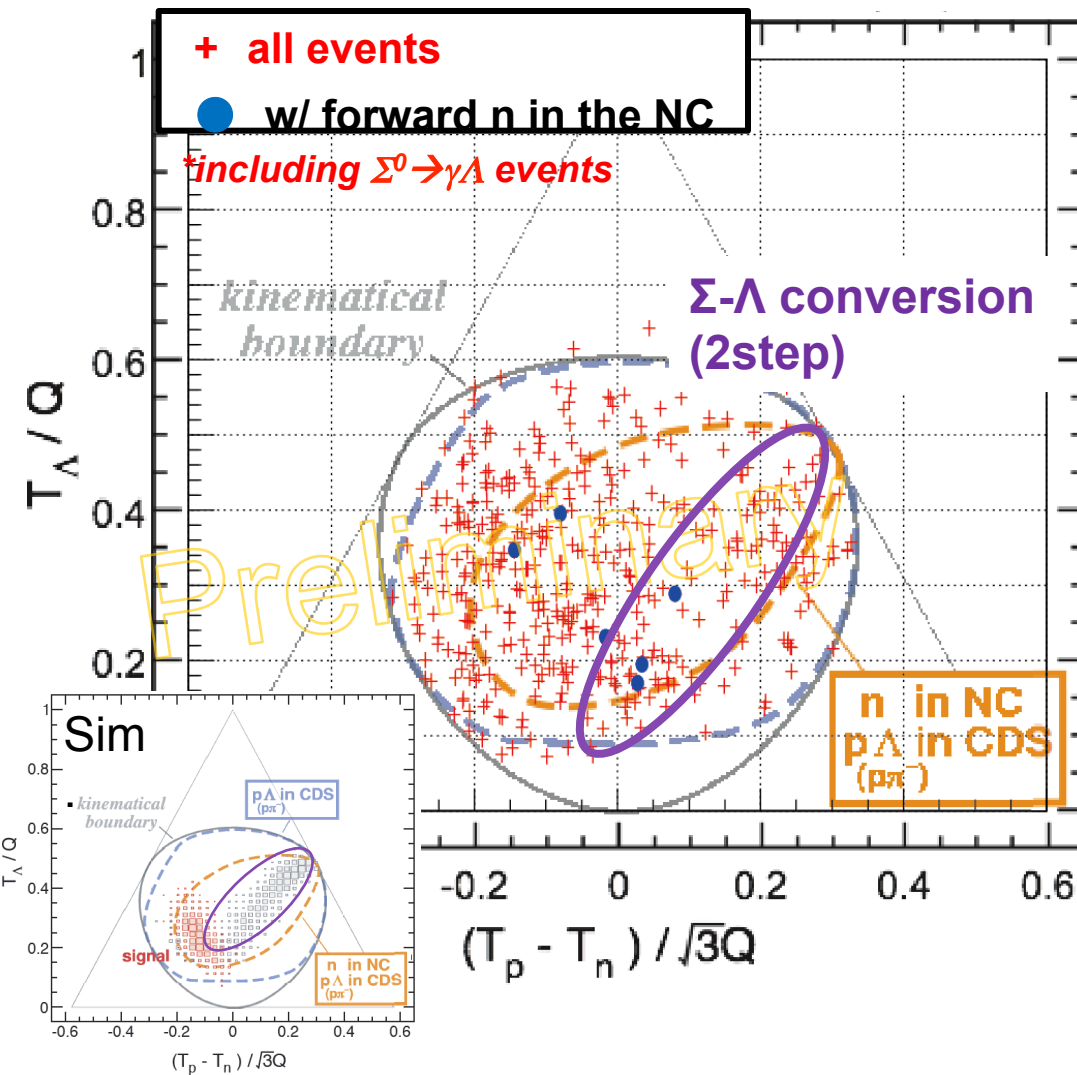 + all events
w/ forward n in the NC
*including Σ⁰→γΛ events
1
0.8
0.6
0.4
0.2
T_Λ / Q
kinematical
boundary
Σ-Λ conversion
(2step)
Preliminary
n in NC
pΛ in CDS
(pπ⁻)
-0.2 0 0.2 0.4 0.6
(T_p - T_n ) / √3Q
Sim
1
0.8
0.6
0.4
0.2
0
T_Λ / Q
kinematical
boundary
pΛ in CDS
(pπ⁻)
signal
n in NC
pΛ in CDS
(pπ⁻)
-0.6 -0.4 -0.2 0 0.2 0.4 0.6
(T_p - T_n ) / √3Q